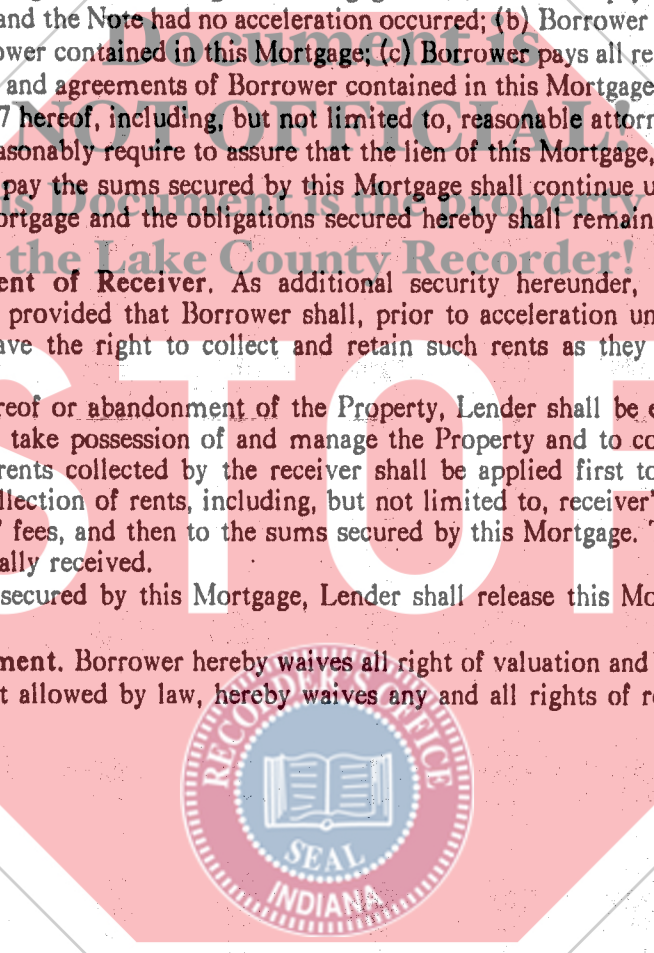 and the Note had no acceleration occurred; (b) Borrower
ower contained in this Mortgage; (c) Borrower pays all re
and agreements of Borrower contained in this Mortgage
7 hereof, including, but not limited to, reasonable attorn
easonably require to assure that the lien of this Mortgage,
pay the sums secured by this Mortgage shall continue u
ortgage and the obligations secured hereby shall remain
ent of Receiver. As additional security hereunder,
provided that Borrower shall, prior to acceleration un
ave the right to collect and retain such rents as they
reof or abandonment of the Property, Lender shall be e
take possession of and manage the Property and to co
rents collected by the receiver shall be applied first to
llection of rents, including, but not limited to, receiver'
' fees, and then to the sums secured by this Mortgage. T
ally received.
secured by this Mortgage, Lender shall release this Mo
ment. Borrower hereby waives all right of valuation and
t allowed by law, hereby waives any and all rights of re
Document is
NOT OFFICIAL!
is Document is the property
the Lake County Recorder!
STOP
RECORDER'S OFFICE
SEAL
INDIANA